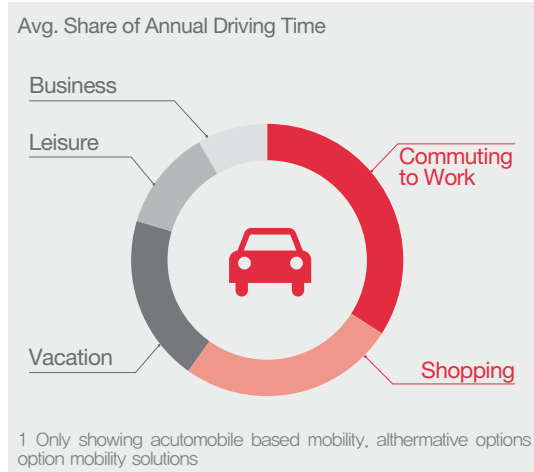 Avg. Share of Annual Driving Time
Business
Leisure
Commuting
to Work
Vacation
Shopping
1 Only showing acutomobile based mobility, althermative options
option mobility solutions